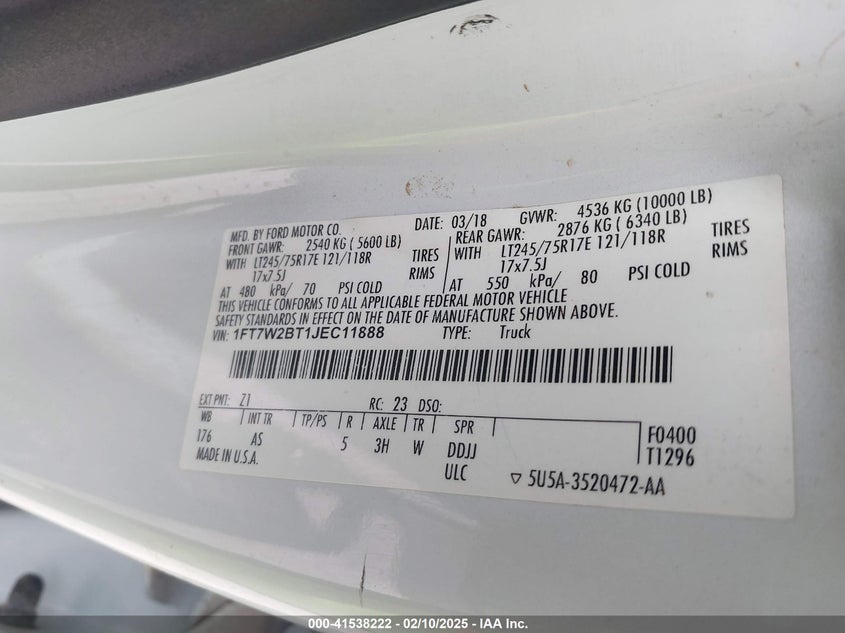 MFD. BY FORD MOTOR CO. DATE: 03/18 GVWR: 4536 KG (10000 LB)
FRONT GAWR: 2540 KG ( 5600 LB) REAR GAWR: 2876 KG ( 6340 LB)
WITH LT245/75R17E 121/118R TIRES WITH LT245/75R17E 121/118R TIRES
17x7.5J RIMS 17x7.5J RIMS
AT 480 kPa/ 70 PSI COLD AT 550 kPa/ 80 PSI COLD
THIS VEHICLE CONFORMS TO ALL APPLICABLE FEDERAL MOTOR VEHICLE
SAFETY STANDARDS IN EFFECT ON THE DATE OF MANUFACTURE SHOWN ABOVE.
VIN: 1FT7W2BT1JEC11888 TYPE: Truck
EXT PNT: Z1 RC: 23 DSO:
WB INT TR TP/PS R AXLE TR SPR
176 AS 5 3H W DDJJ F0400
MADE IN U.S.A. ULC T1296
5U5A-3520472-AA
000-41538222 - 02/10/2025 - IAA Inc.